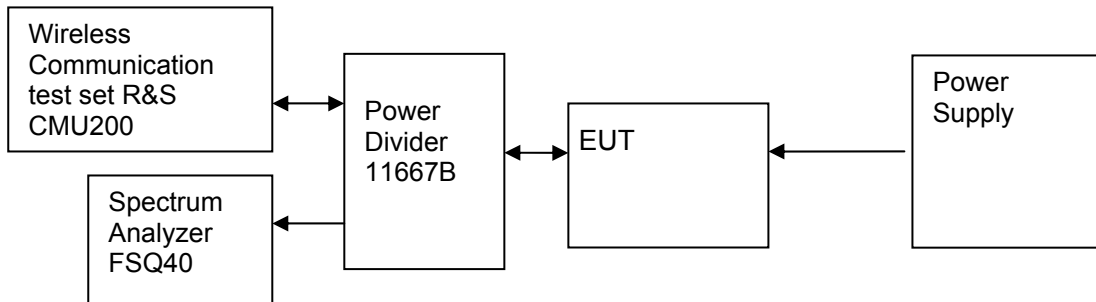 Wireless
Communication
test set R&S
CMU200
Spectrum
Analyzer
FSQ40
Power
Divider
11667B
EUT
Power
Supply